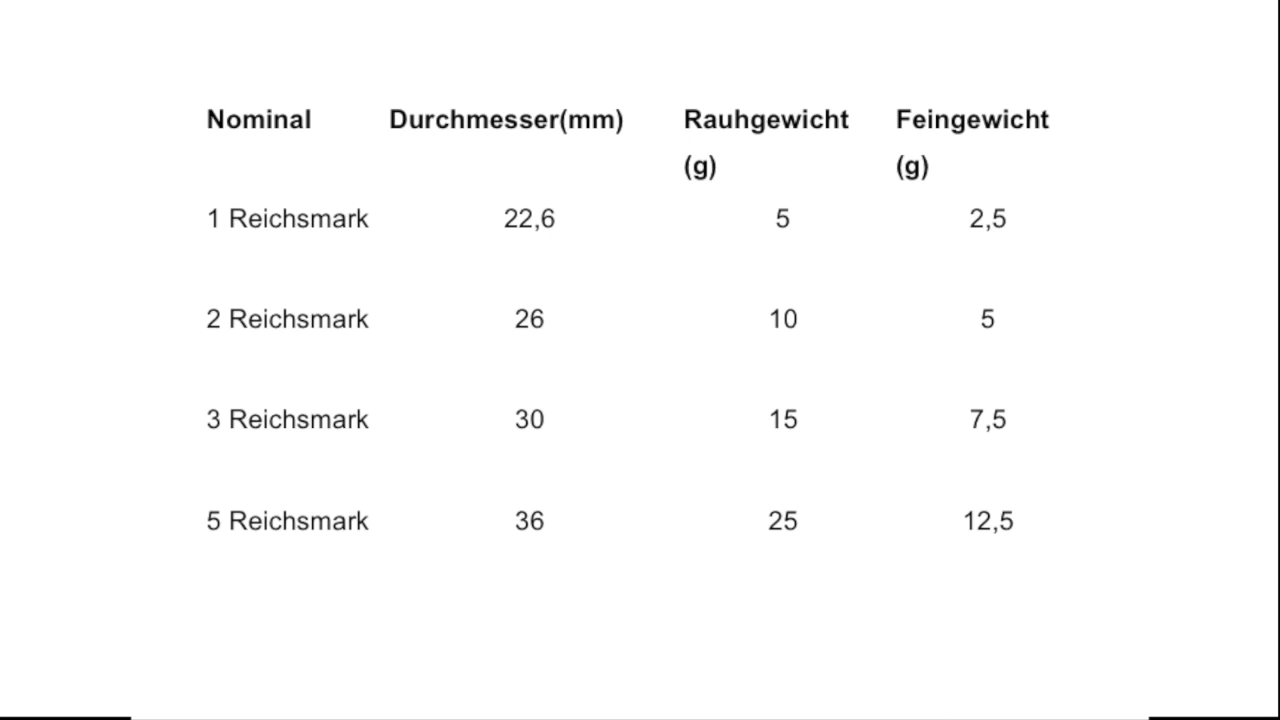 Nominal Durchmesser(mm) Rauhgewicht Feingewicht
(g) (g)
1 Reichsmark 22,6 5 2,5
2 Reichsmark 26 10 5
3 Reichsmark 30 15 7,5
5 Reichsmark 36 25 12,5